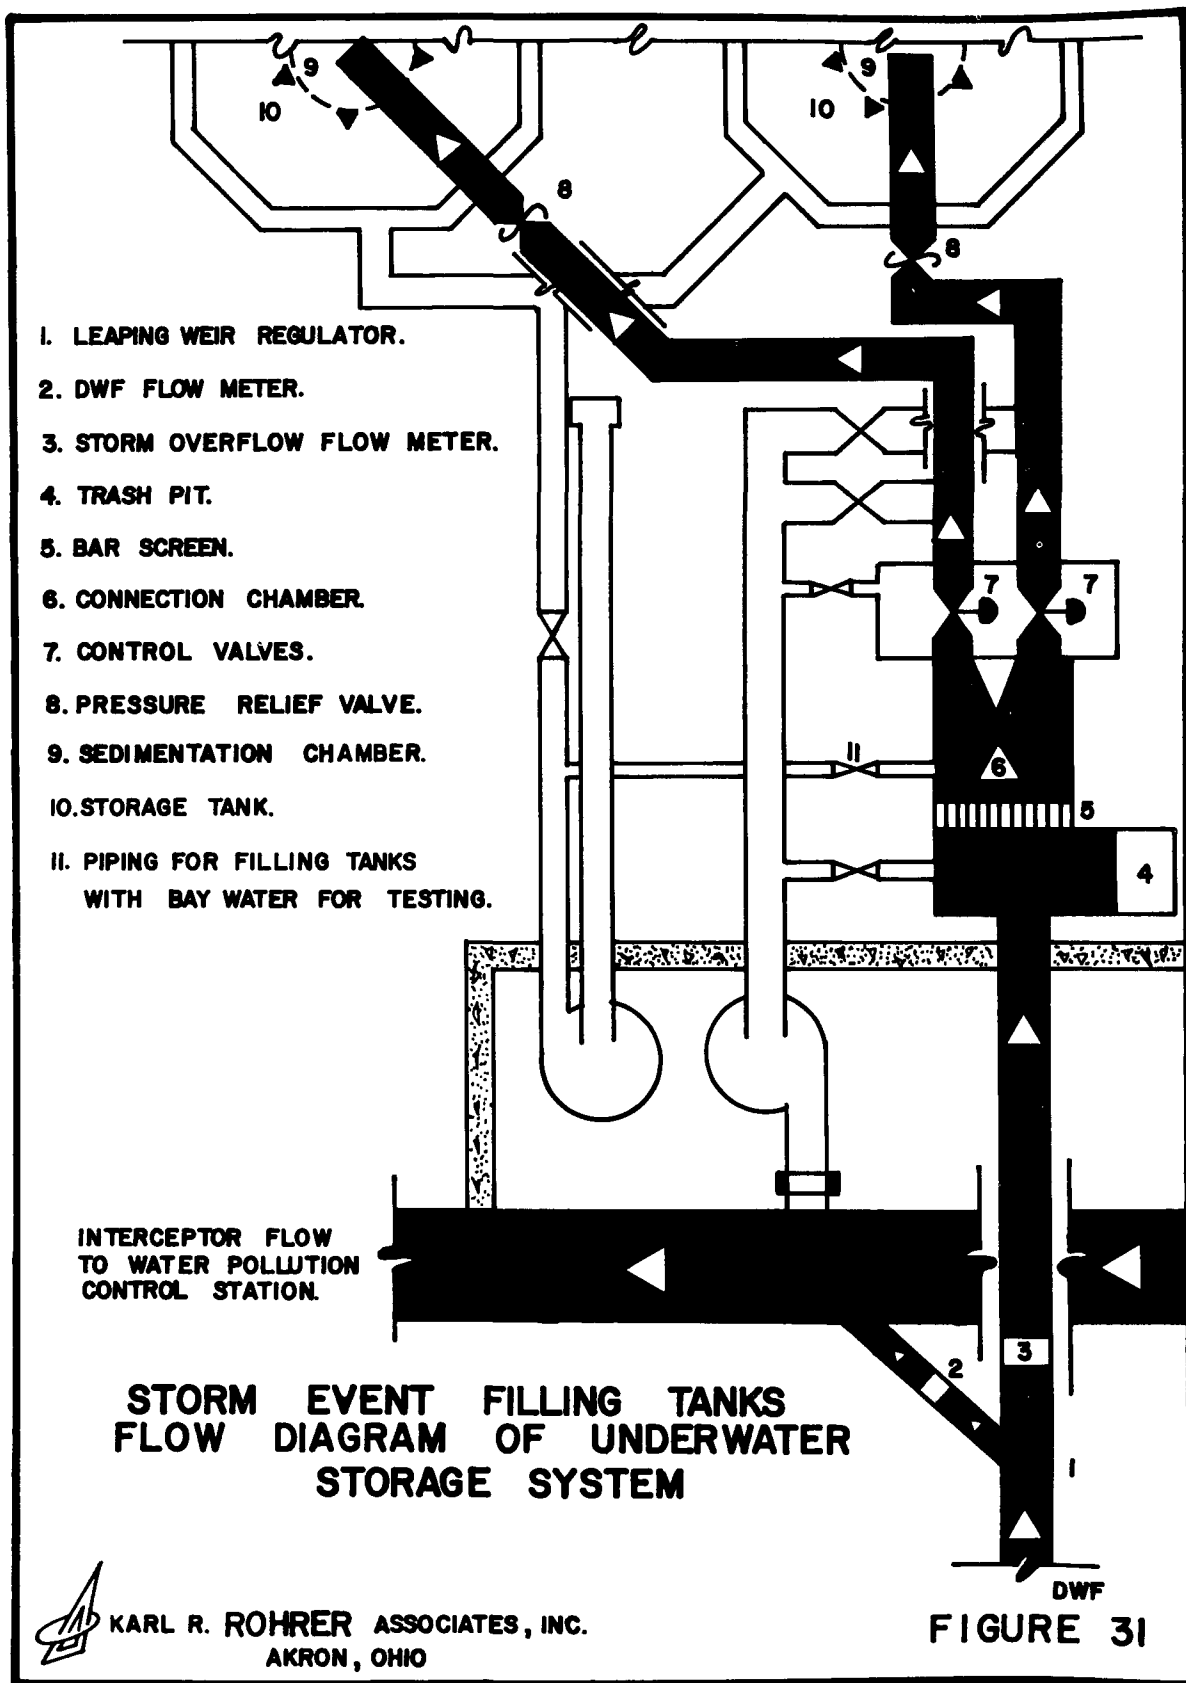 9
10
9
10
8
8
1. LEAPING WEIR REGULATOR.
2. DWF FLOW METER.
3. STORM OVERFLOW FLOW METER.
4. TRASH PIT.
5. BAR SCREEN.
6. CONNECTION CHAMBER.
7. CONTROL VALVES.
8. PRESSURE RELIEF VALVE.
9. SEDIMENTATION CHAMBER.
10. STORAGE TANK.
11. PIPING FOR FILLING TANKS
WITH BAY WATER FOR TESTING.
7
7
11
6
5
4
INTERCEPTOR FLOW
TO WATER POLLUTION
CONTROL STATION.
3
2
1
STORM EVENT FILLING TANKS
FLOW DIAGRAM OF UNDERWATER
STORAGE SYSTEM
DWF
KARL R. ROHRER ASSOCIATES, INC.
AKRON, OHIO
FIGURE 31